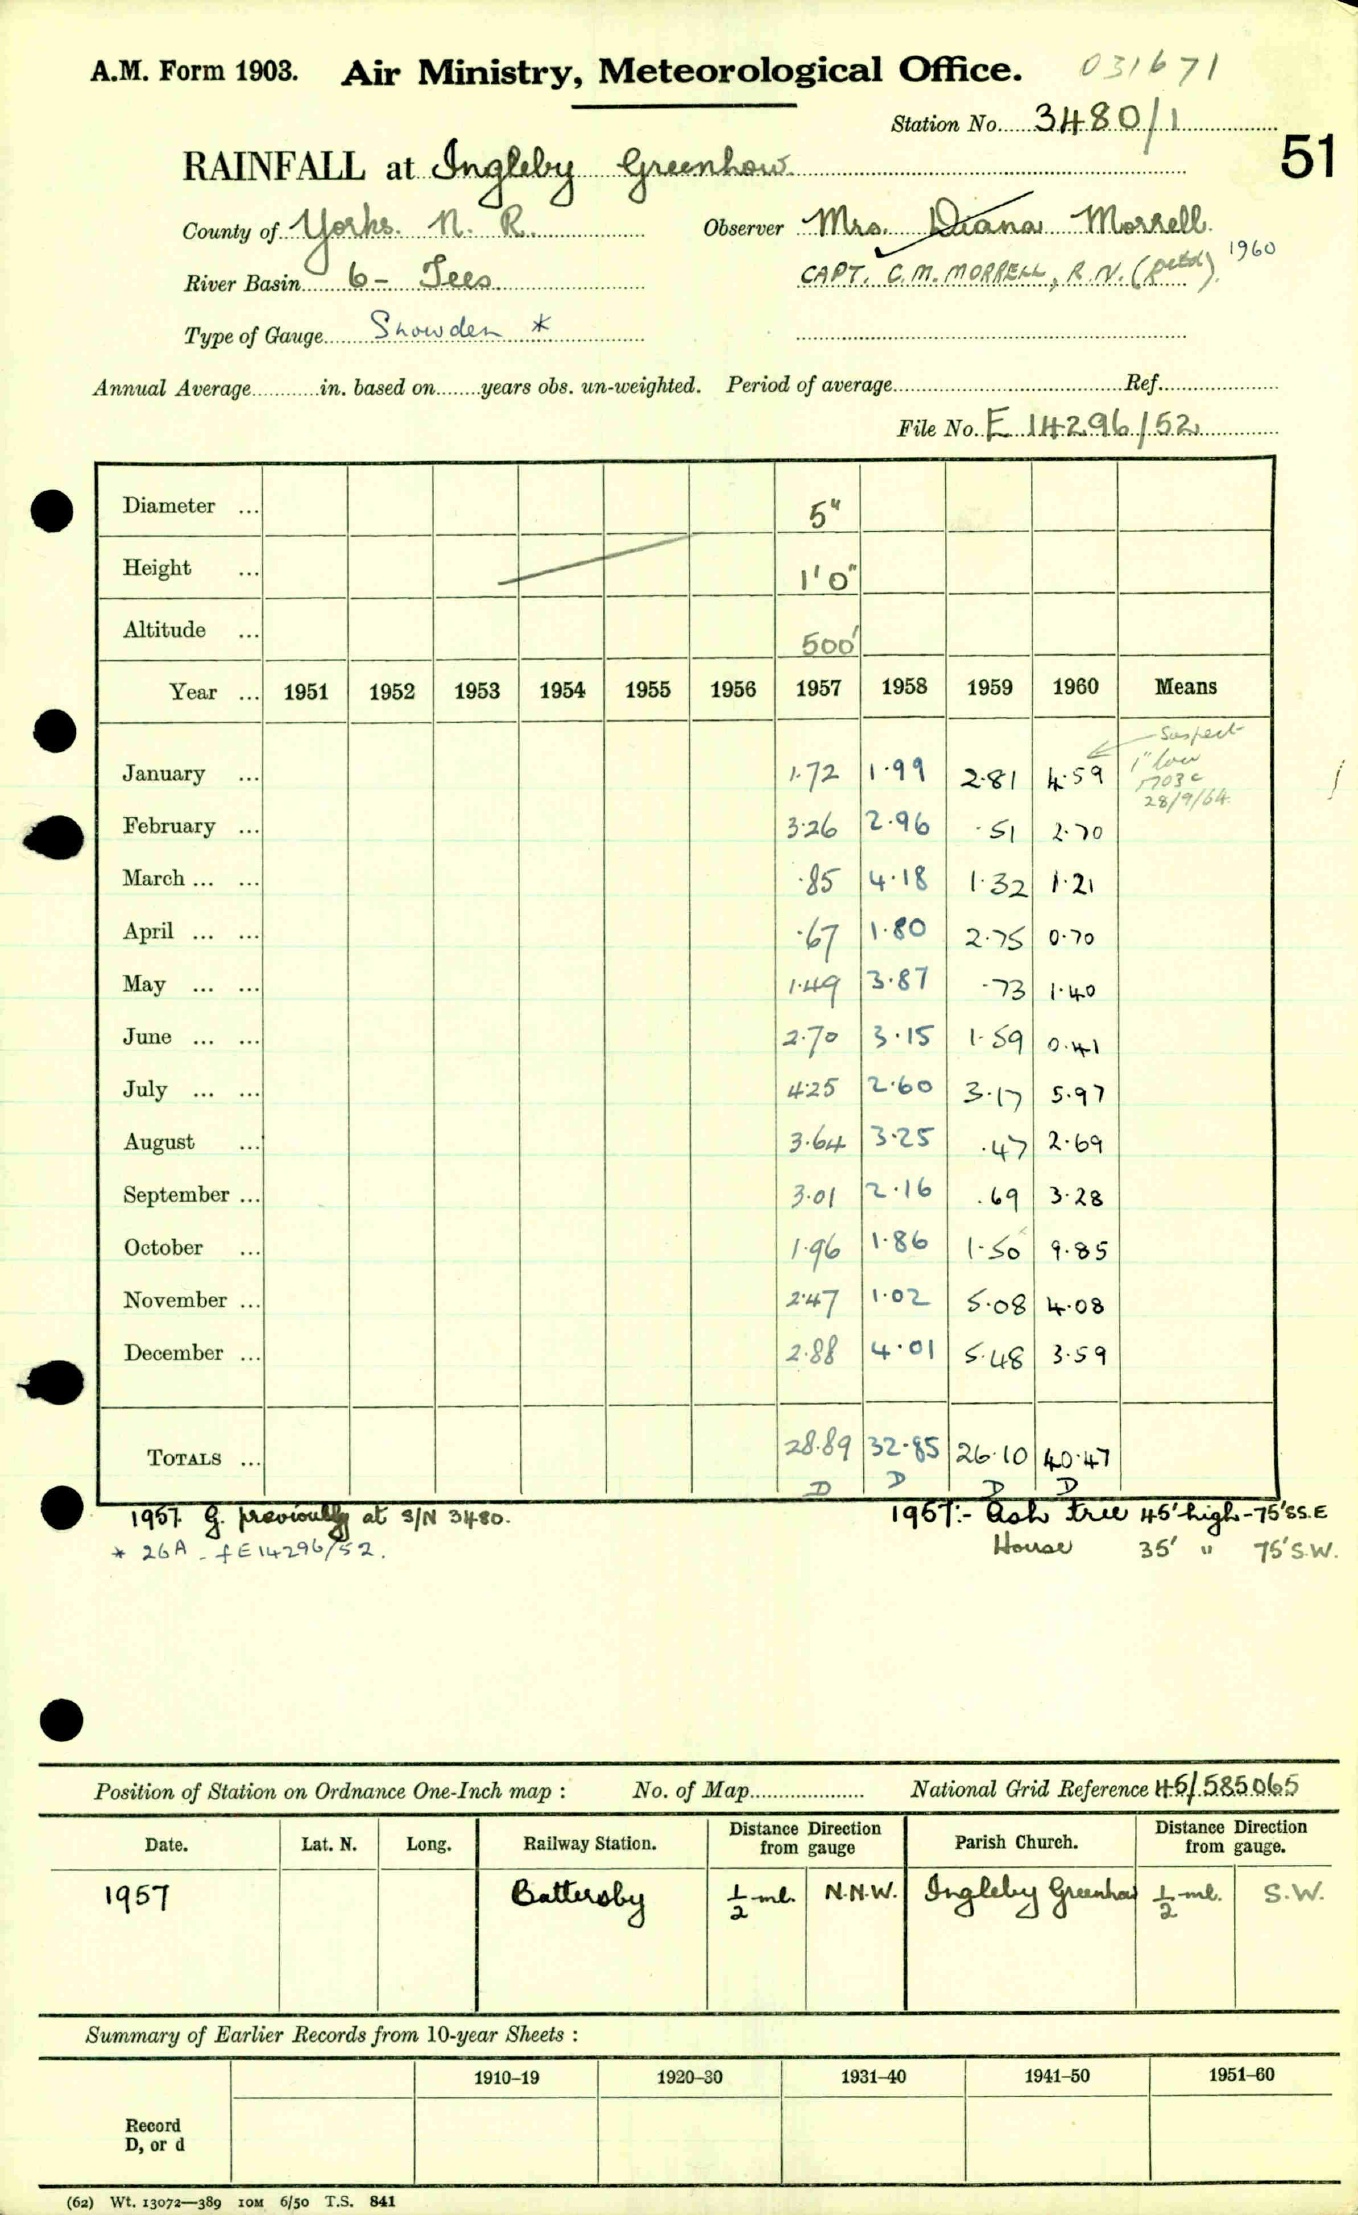 A.M. Form 1903. Air Ministry, Meteorological Office. 031671
Station No. 3480/1
51
RAINFALL at Ingleby Greenhow.
County of Yorks. N. R. Observer Mrs. Diana Morrell.
River Basin 6- Tees CAPT. C.M. MORRELL, R.N. (retd). 1960
Type of Gauge Snowden *
Annual Average in. based on years obs. un-weighted. Period of average Ref.
File No. E 14296/52
Diameter ... 5"
Height ... 1'0"
Altitude ... 500'
Year ... 1951 1952 1953 1954 1955 1956 1957 1958 1959 1960 Means
Suspect
1" low
28/9/64
January ... 1.72 1.99 2.81 4.59
February ... 3.26 2.96 .51 2.70
March ... ... .85 4.18 1.32 1.21
April ... ... .67 1.80 2.75 0.70
May ... ... 1.49 3.87 .73 1.40
June ... ... 2.70 3.15 1.59 0.41
July ... ... 4.25 2.60 3.17 5.97
August ... 3.64 3.25 .47 2.69
September ... 3.01 2.16 .69 3.28
October ... 1.96 1.86 1.50 9.85
November ... 2.47 1.02 5.08 4.08
December ... 2.88 4.01 5.48 3.59
TOTALS ... 28.89 32.85 26.10 40.47
D D D D
1957. G. previously at S/N 3480. 1957:- Ash tree 45' high - 75' SS.E
* 26A - f E14296/52. House 35' " 75' S.W.
Position of Station on Ordnance One-Inch map : No. of Map National Grid Reference 45/585065
Date. Lat. N. Long. Railway Station. Distance Direction from gauge Parish Church. Distance Direction from gauge.
1957 Battersby 1/2 ml. N.N.W. Ingleby Greenhow 1/2 ml. S.W.
Summary of Earlier Records from 10-year Sheets :
1910–19 1920–30 1931–40 1941–50 1951–60
Record
D, or d
(62) Wt. 13072—389 10M 6/50 T.S. 841